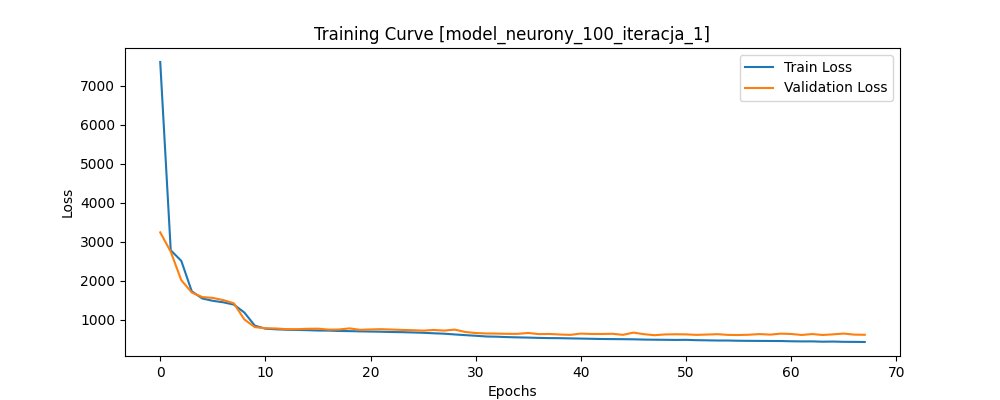 Training Curve [model_neurony_100_iteracja_1]
Train Loss
Validation Loss
7000
6000
5000
4000
3000
2000
1000
Loss
0 10 20 30 40 50 60 70
Epochs